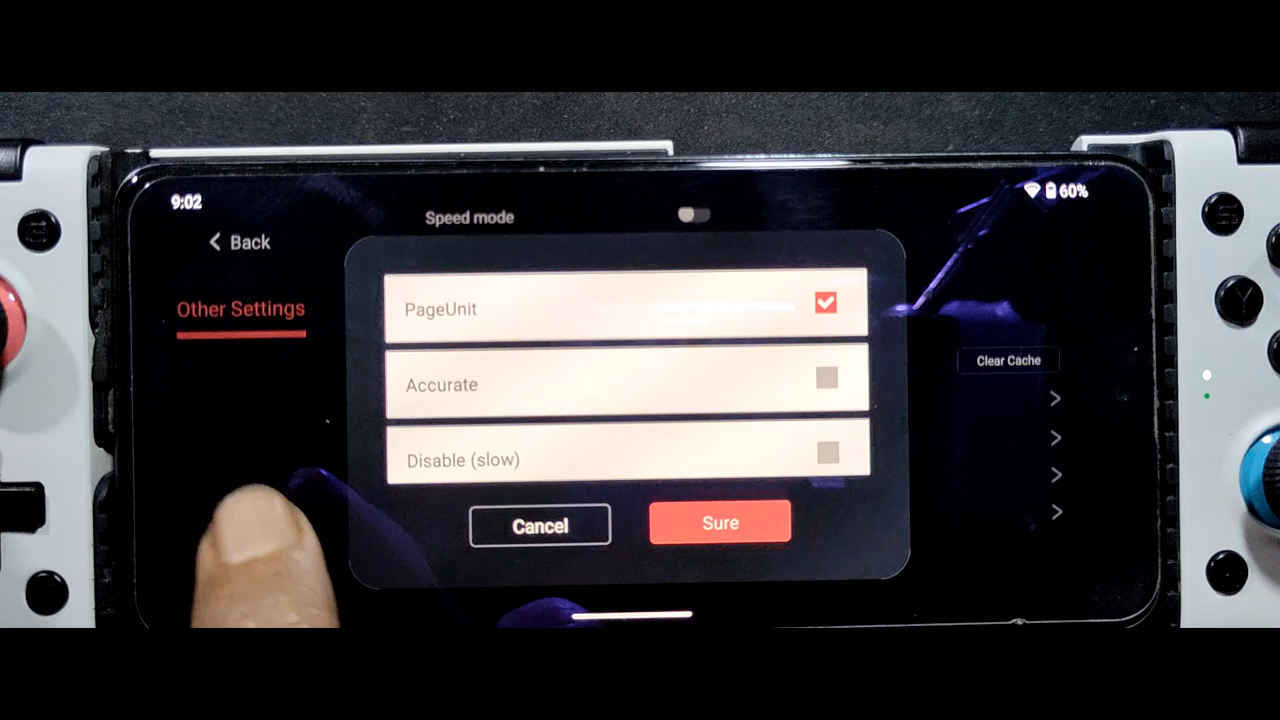 9:02
60%
Speed mode
Back
Other Settings
PageUnit
Clear Cache
Accurate
Disable (slow)
Cancel
Sure
S
Y